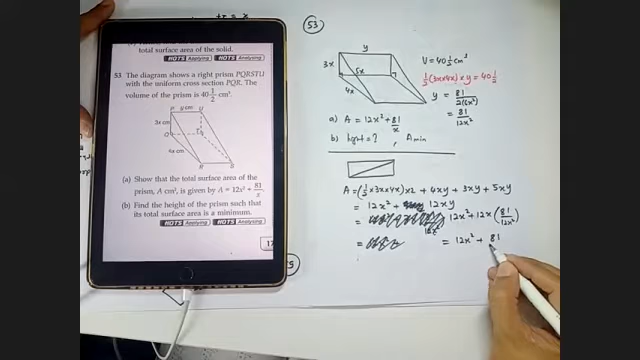 total surface area of the solid.
HOTS Applying HOTS Analysing
53 The diagram shows a right prism PQRSTU
with the uniform cross section PQR. The
volume of the prism is 40 1/2 cm³.
P y cm U
3x cm
Q T
4x cm
R S
(a) Show that the total surface area of the
prism, A cm², is given by A = 12x² + 81/x
(b) Find the height of the prism such that
its total surface area is a minimum.
HOTS Applying HOTS Analysing
17
53)
y
3x
5x
4x
V = 40 1/2 cm³
1/2 (3x)(4x) × y = 40 1/2
y = 81/2(6x²)
= 81/12x²
a) A = 12x² + 81/x
b) hight = ? , A min
A = (1/2 × 3x × 4x) × 2 + 4xy + 3xy + 5xy
= 12x² + 12xy
= 12x² + 12x (81/12x²)
= 12x² + 81